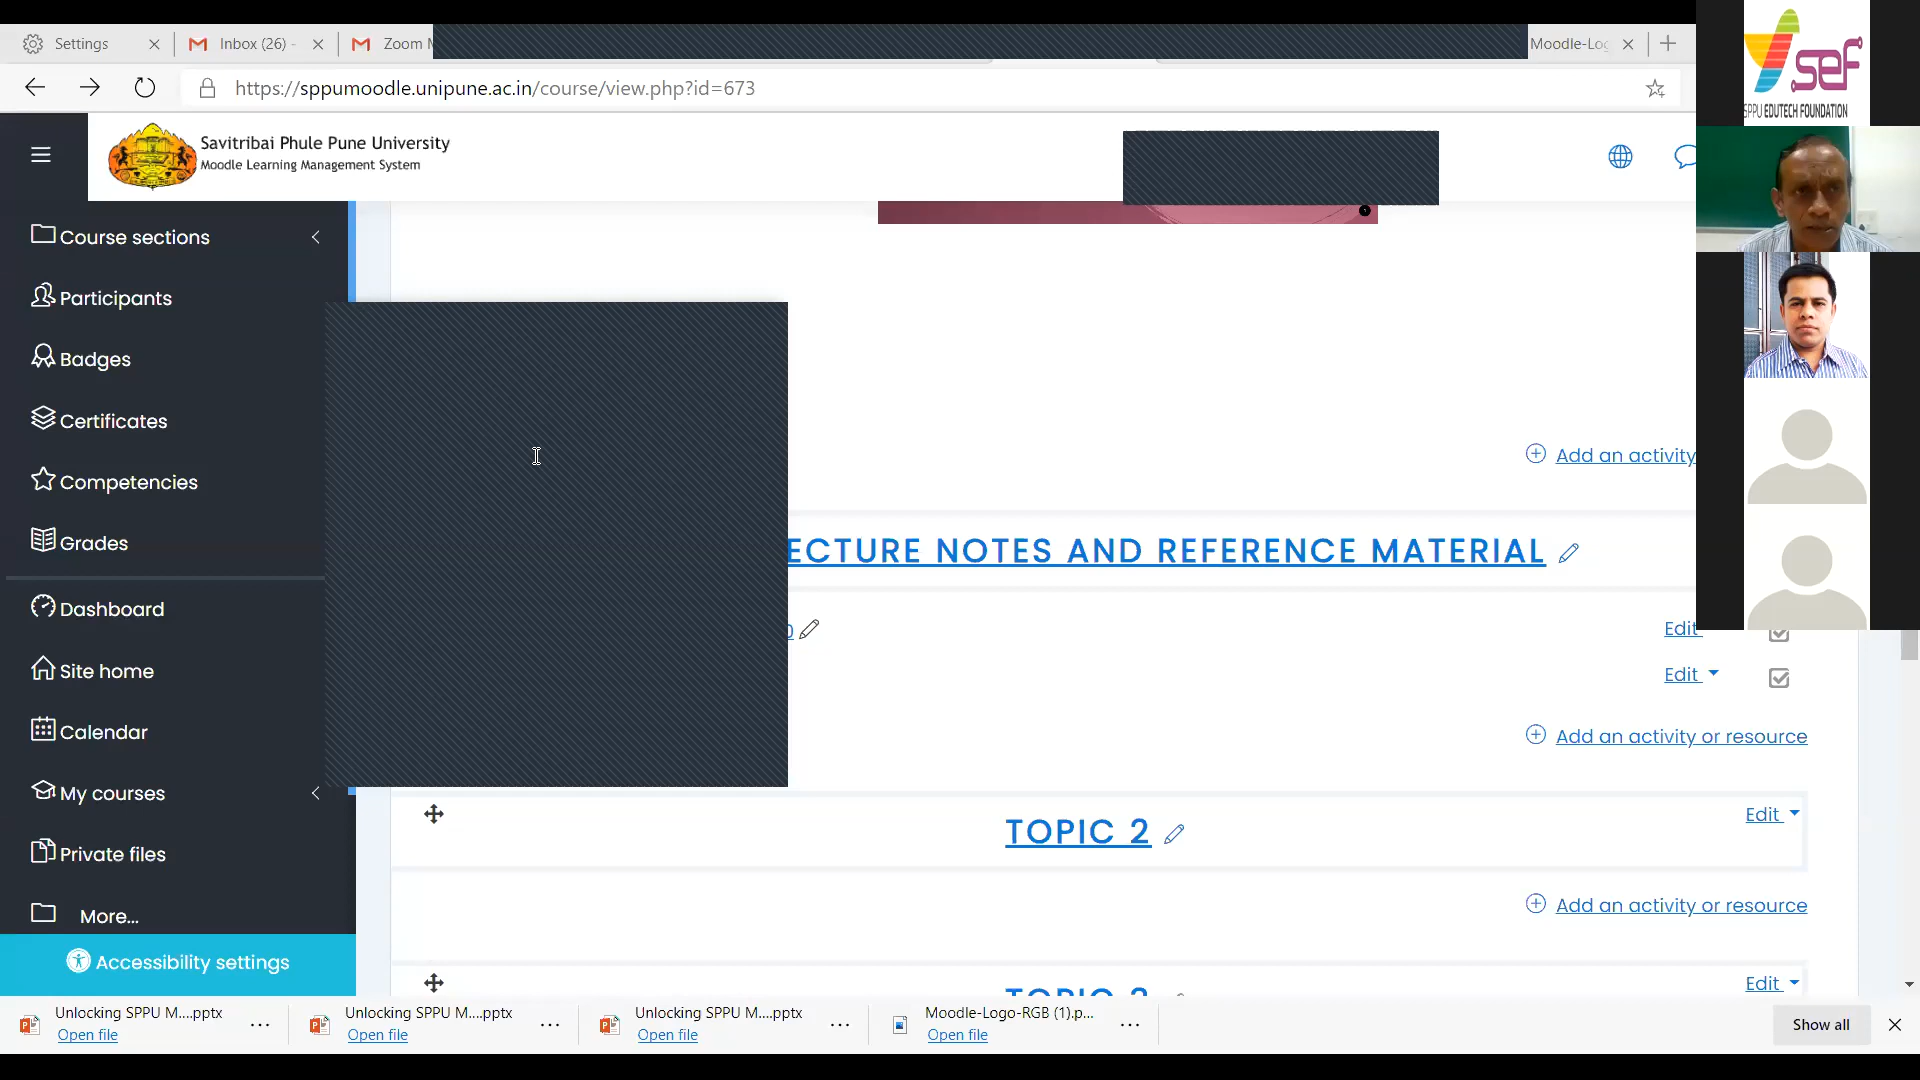 Settings
Inbox (26) -
Zoom
Moodle-Log
https://sppumoodle.unipune.ac.in/course/view.php?id=673
sef
SPPU EDUTECH FOUNDATION
Savitribai Phule Pune University
Moodle Learning Management System
Course sections
Participants
Badges
Certificates
Competencies
Grades
Dashboard
Site home
Calendar
My courses
Private files
More...
Accessibility settings
Add an activity
ECTURE NOTES AND REFERENCE MATERIAL
Edit
Edit
Add an activity or resource
Edit
TOPIC 2
Add an activity or resource
Edit
Unlocking SPPU M....pptx
Open file
Unlocking SPPU M....pptx
Open file
Unlocking SPPU M....pptx
Open file
Moodle-Logo-RGB (1).p...
Open file
Show all